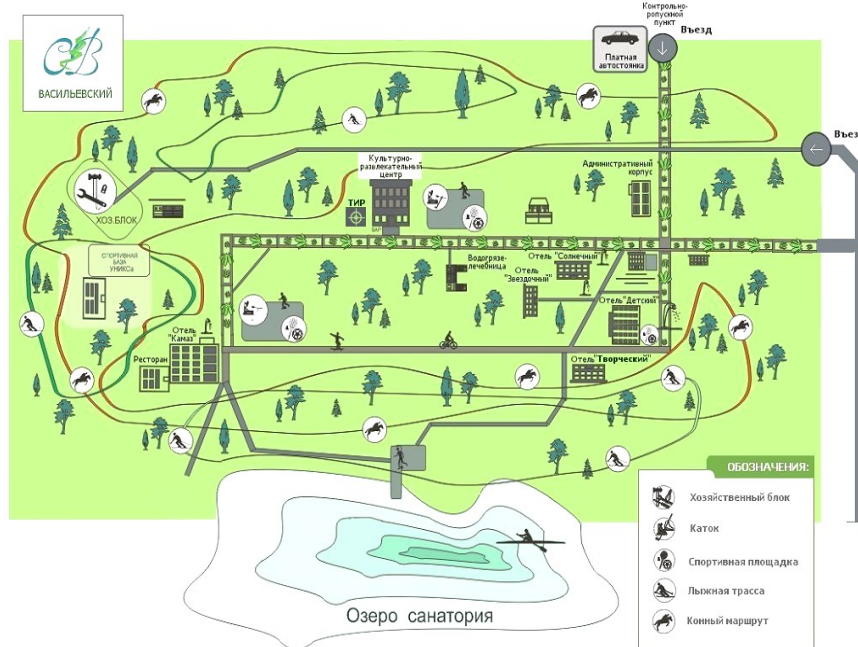 Контрольно-
ропускной
пункт
Въезд
Платная
автостоянка
ВАСИЛЬЕВСКИЙ
Въез
Культурно-
развлекательный
центр
Административный
корпус
ТИР
БАР
ХОЗ.БЛОК
СПОРТИВНАЯ
БАЗА
УНИКСа
Водогрязе-
лечебница
Отель "Солнечный"
Отель
"Звездочный"
Отель"Детский"
Отель
"Камаз"
Ресторан
Отель "Творческий"
ОБОЗНАЧЕНИЯ:
Хозяйственный блок
Каток
Спортивная площадка
Лыжная трасса
Конный маршрут
Озеро санатория